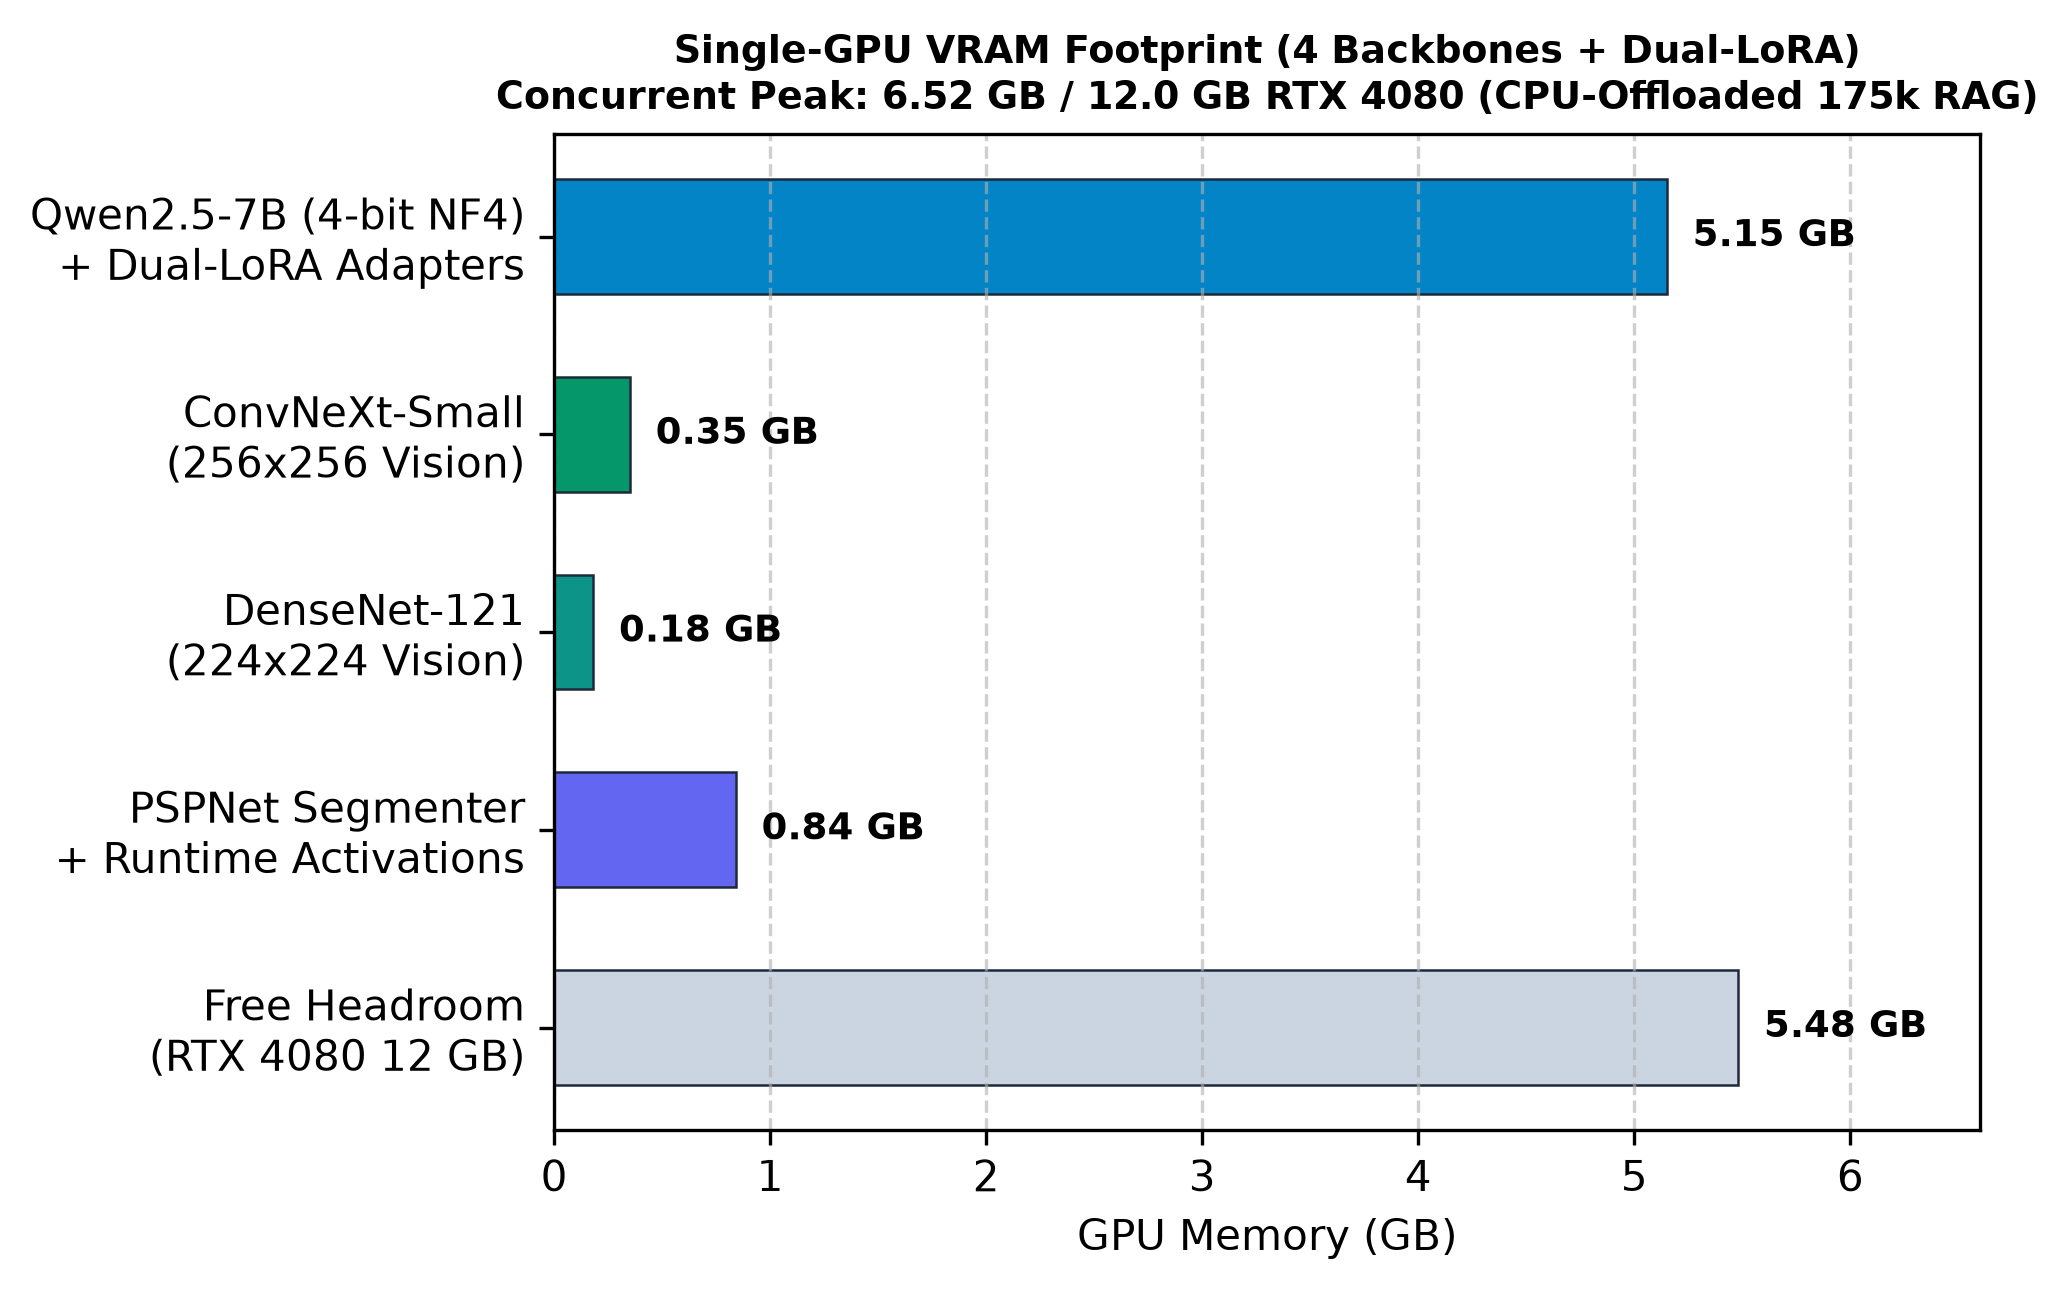 Single-GPU VRAM Footprint (4 Backbones + Dual-LoRA)
Concurrent Peak: 6.52 GB / 12.0 GB RTX 4080 (CPU-Offloaded 175k RAG)
Qwen2.5-7B (4-bit NF4)
+ Dual-LoRA Adapters
5.15 GB
ConvNeXt-Small
(256x256 Vision)
0.35 GB
DenseNet-121
(224x224 Vision)
0.18 GB
PSPNet Segmenter
+ Runtime Activations
0.84 GB
Free Headroom
(RTX 4080 12 GB)
5.48 GB
0 1 2 3 4 5 6
GPU Memory (GB)